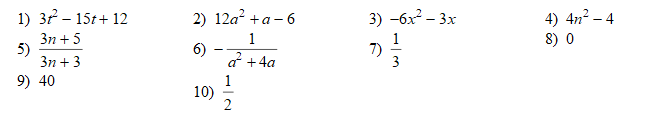 1) 3t² – 15t + 12 2) 12a² + a – 6 3) –6x² – 3x 4) 4n² – 4
5) (3n + 5)/(3n + 3) 6) –1/(a² + 4a) 7) 1/3 8) 0
9) 40 10) 1/2